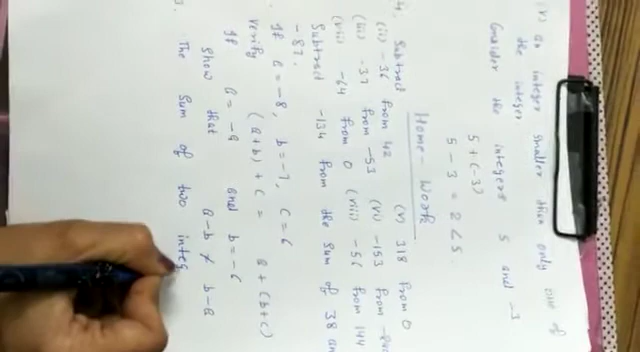 (v) an integer smaller than only one of
the integer
Consider the integers 5 and -3
5+(-3)
5-3 = 2<5.
Home-Work
4. Subtract
(ii) -36 from 42 (v) 318 from 0
(iii) -37 from -53 (vi) -153 from -84
(vii) -64 from 0 (viii) -56 from 144
Subtract -134 from the sum of 38 an
-87.
If a=-8, b=-7, c=6
Verify (a+b)+c = a+(b+c)
If a=-9 and b=-6
Show that a-b ≠ b-a
The Sum of two integ